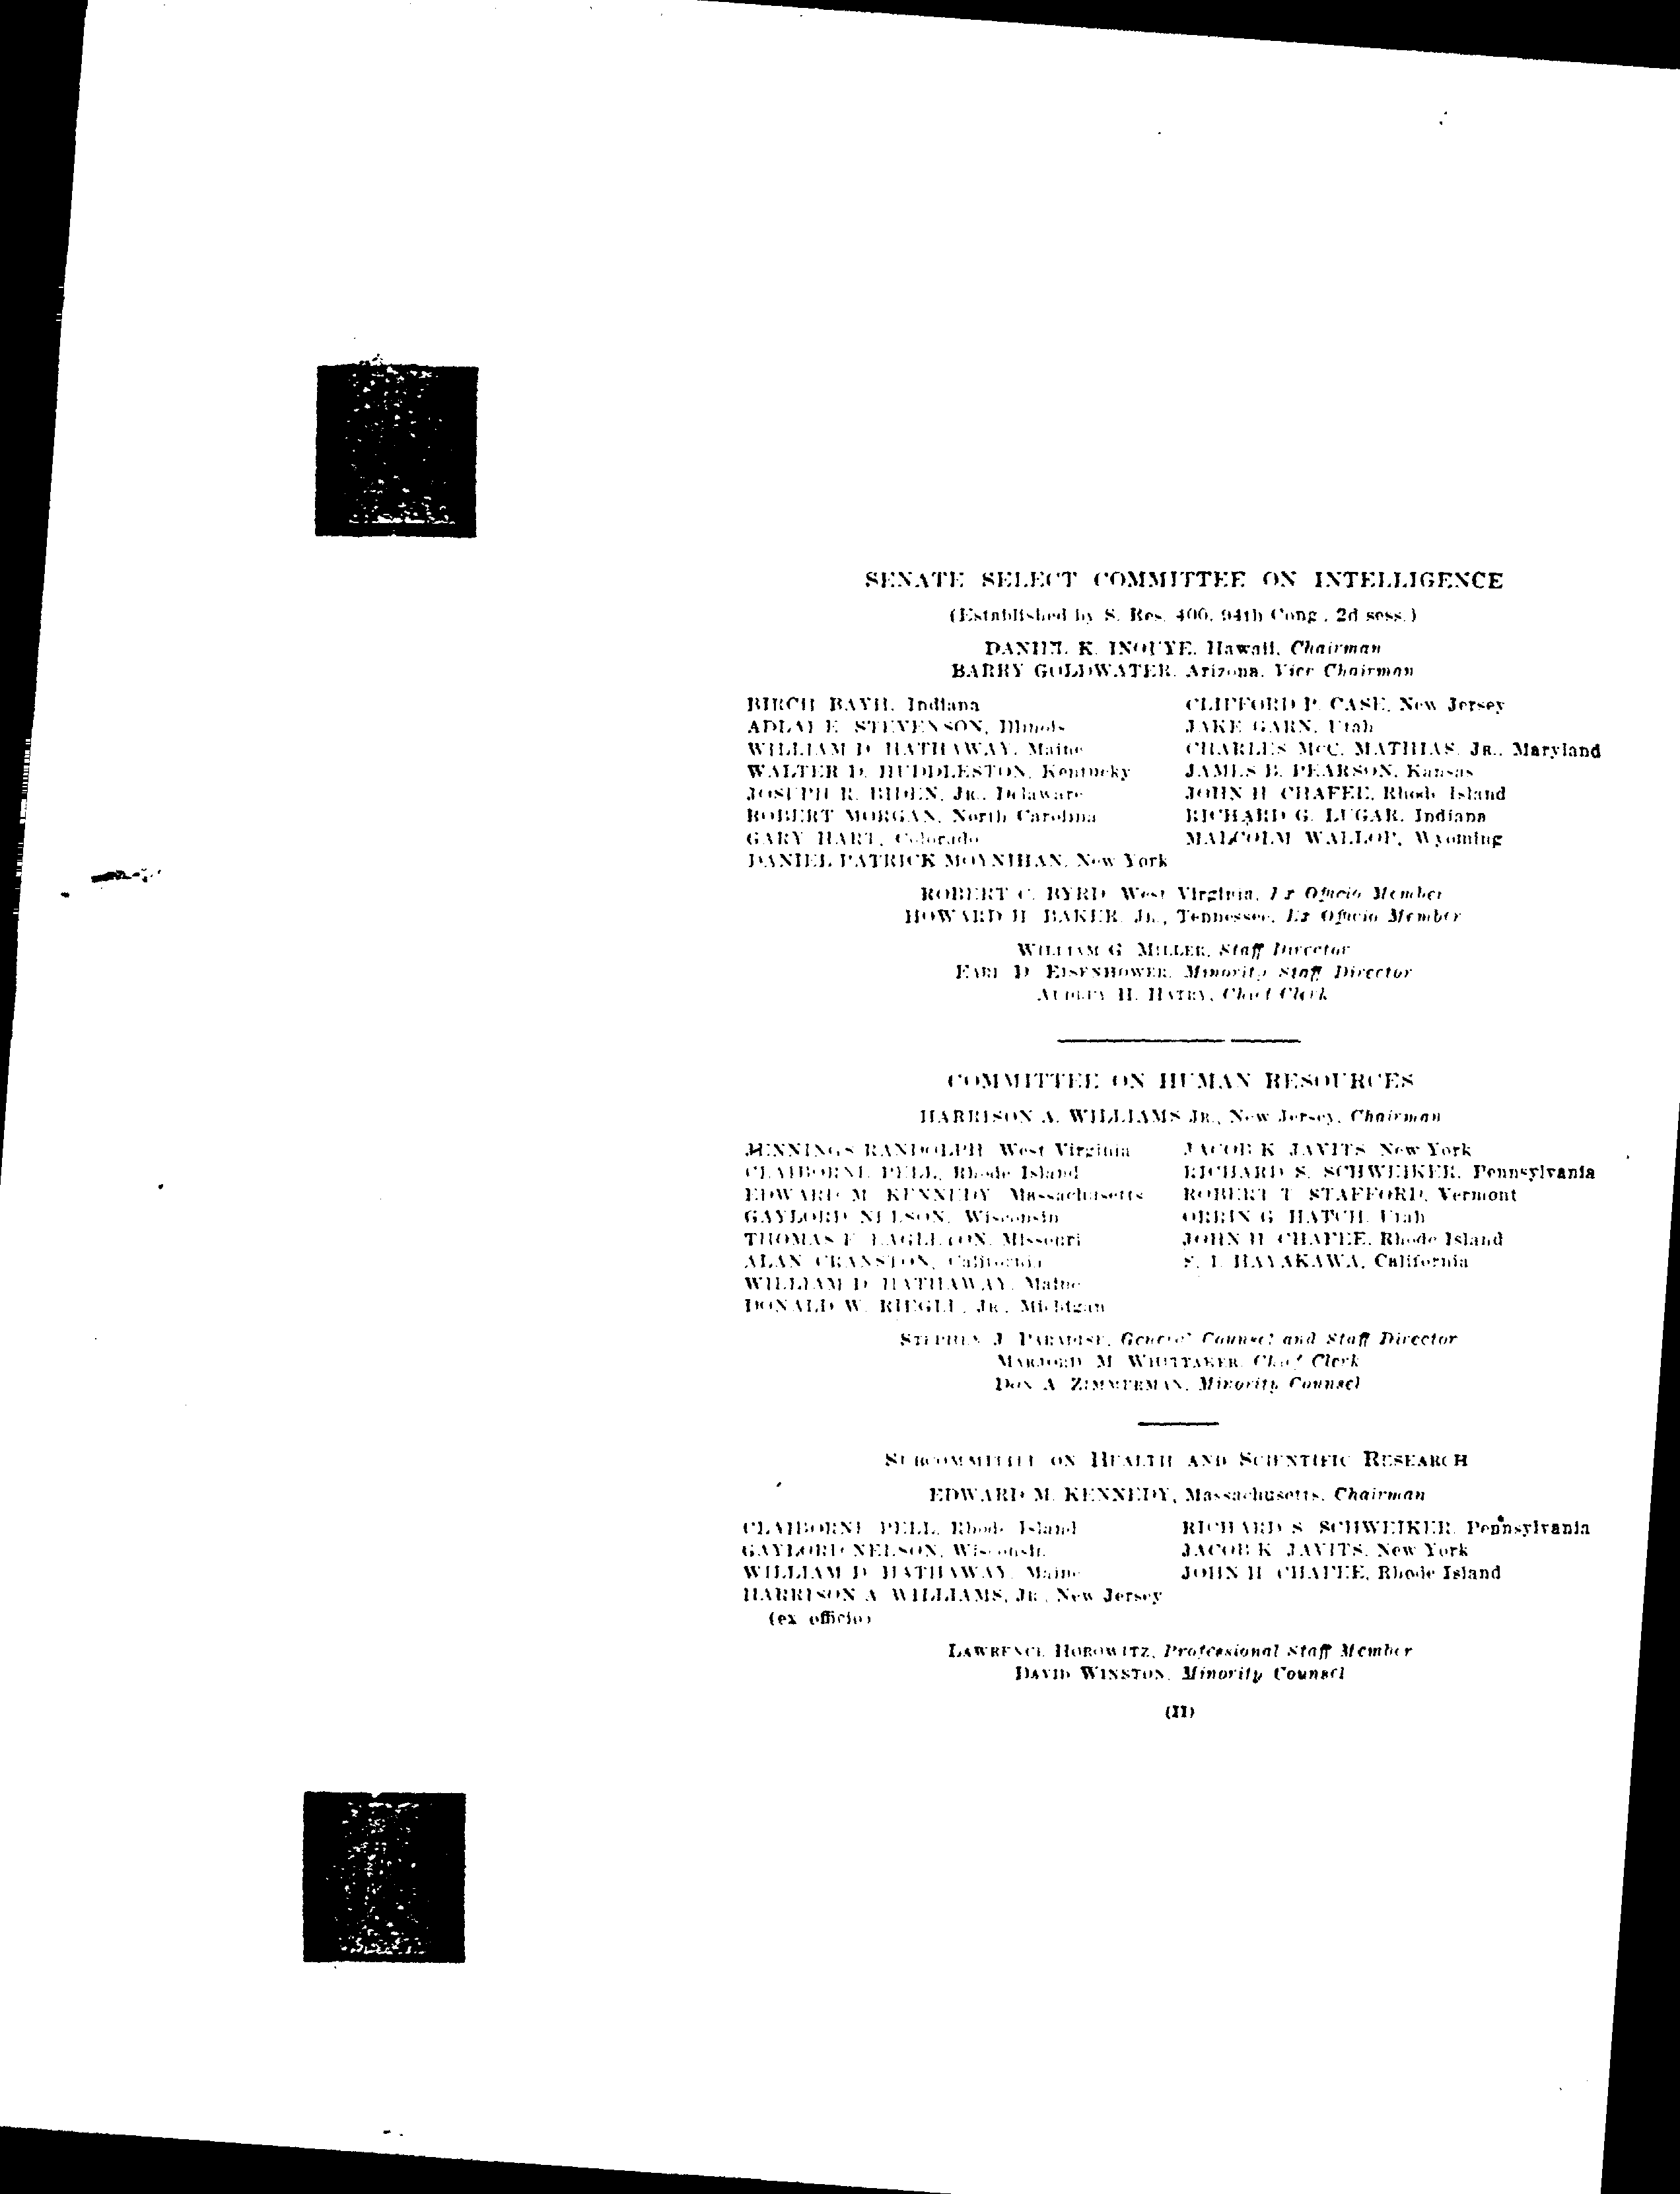 SENATE SELECT COMMITTEE ON INTELLIGENCE
(Established by S. Res. 400, 94th Cong., 2d sess.)
DANIEL K. INOUYE, Hawaii, Chairman
BARRY GOLDWATER, Arizona, Vice Chairman
BIRCH BAYH, Indiana
ADLAI E. STEVENSON, Illinois
WILLIAM D. HATHAWAY, Maine
WALTER D. HUDDLESTON, Kentucky
JOSEPH R. BIDEN, JR., Delaware
ROBERT MORGAN, North Carolina
GARY HART, Colorado
DANIEL PATRICK MOYNIHAN, New York
CLIFFORD P. CASE, New Jersey
JAKE GARN, Utah
CHARLES McC. MATHIAS, JR., Maryland
JAMES B. PEARSON, Kansas
JOHN H. CHAFEE, Rhode Island
RICHARD G. LUGAR, Indiana
MALCOLM WALLOP, Wyoming
ROBERT C. BYRD, West Virginia, Ex Officio Member
HOWARD H. BAKER, JR., Tennessee, Ex Officio Member
WILLIAM G. MILLER, Staff Director
EARL D. EISENHOWER, Minority Staff Director
AUDREY H. HATRY, Chief Clerk
COMMITTEE ON HUMAN RESOURCES
HARRISON A. WILLIAMS JR., New Jersey, Chairman
JENNINGS RANDOLPH, West Virginia
CLAIBORNE PELL, Rhode Island
EDWARD M. KENNEDY, Massachusetts
GAYLORD NELSON, Wisconsin
THOMAS F. EAGLETON, Missouri
ALAN CRANSTON, California
WILLIAM D. HATHAWAY, Maine
DONALD W. RIEGLE, JR., Michigan
JACOB K. JAVITS, New York
RICHARD S. SCHWEIKER, Pennsylvania
ROBERT T. STAFFORD, Vermont
ORRIN G. HATCH, Utah
JOHN H. CHAFEE, Rhode Island
S. I. HAYAKAWA, California
STEPHEN J. PARADISE, General Counsel and Staff Director
MARJORIE M. WHITTAKER, Chief Clerk
DON A. ZIMMERMAN, Minority Counsel
SUBCOMMITTEE ON HEALTH AND SCIENTIFIC RESEARCH
EDWARD M. KENNEDY, Massachusetts, Chairman
CLAIBORNE PELL, Rhode Island
GAYLORD NELSON, Wisconsin
WILLIAM D. HATHAWAY, Maine
HARRISON A. WILLIAMS, JR., New Jersey
(ex officio)
RICHARD S. SCHWEIKER, Pennsylvania
JACOB K. JAVITS, New York
JOHN H. CHAFEE, Rhode Island
LAWRENCE HOROWITZ, Professional Staff Member
DAVID WINSTON, Minority Counsel
(II)